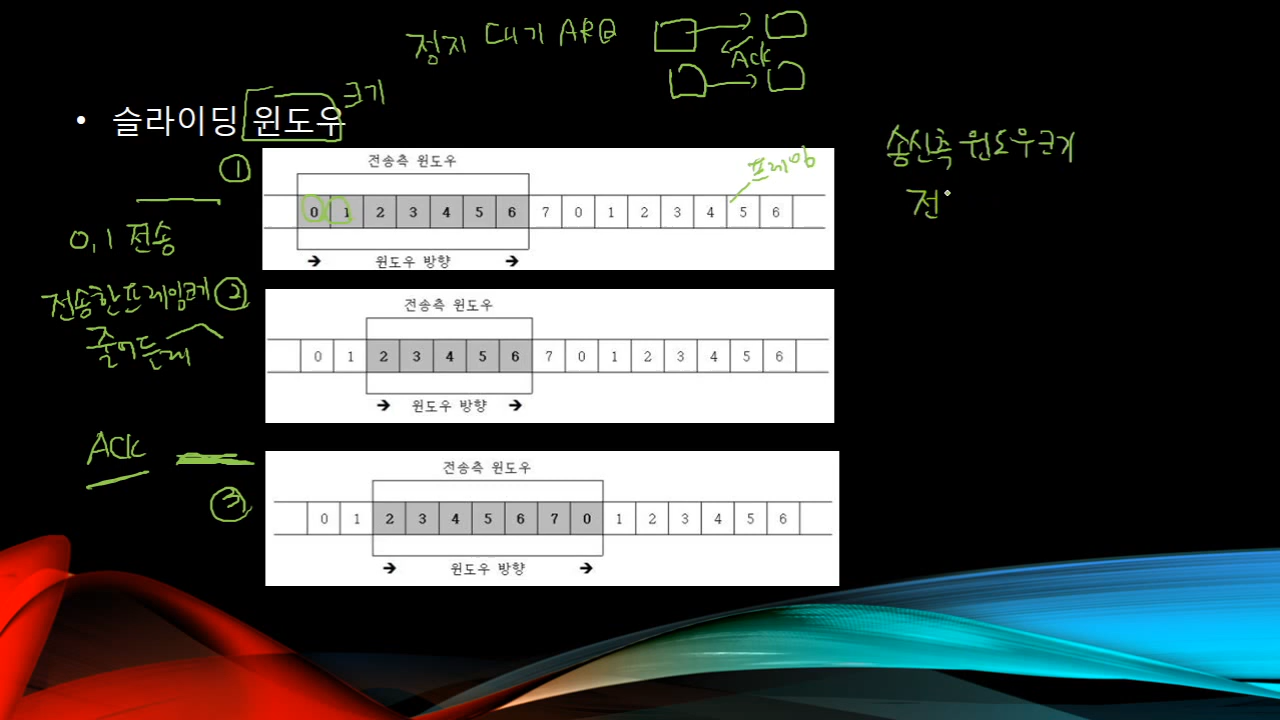 정지 대기 ARQ
Ack
• 슬라이딩 윈도우 크기
송신측 윈도우크기
전
①
전송측 윈도우
프레임
0 1 2 3 4 5 6 7 0 1 2 3 4 5 6
➔ 윈도우 방향 ➔
0, 1 전송
전송한프레임크기 ②
줄어든레
전송측 윈도우
0 1 2 3 4 5 6 7 0 1 2 3 4 5 6
➔ 윈도우 방향 ➔
ACK
③
전송측 윈도우
0 1 2 3 4 5 6 7 0 1 2 3 4 5 6
➔ 윈도우 방향 ➔